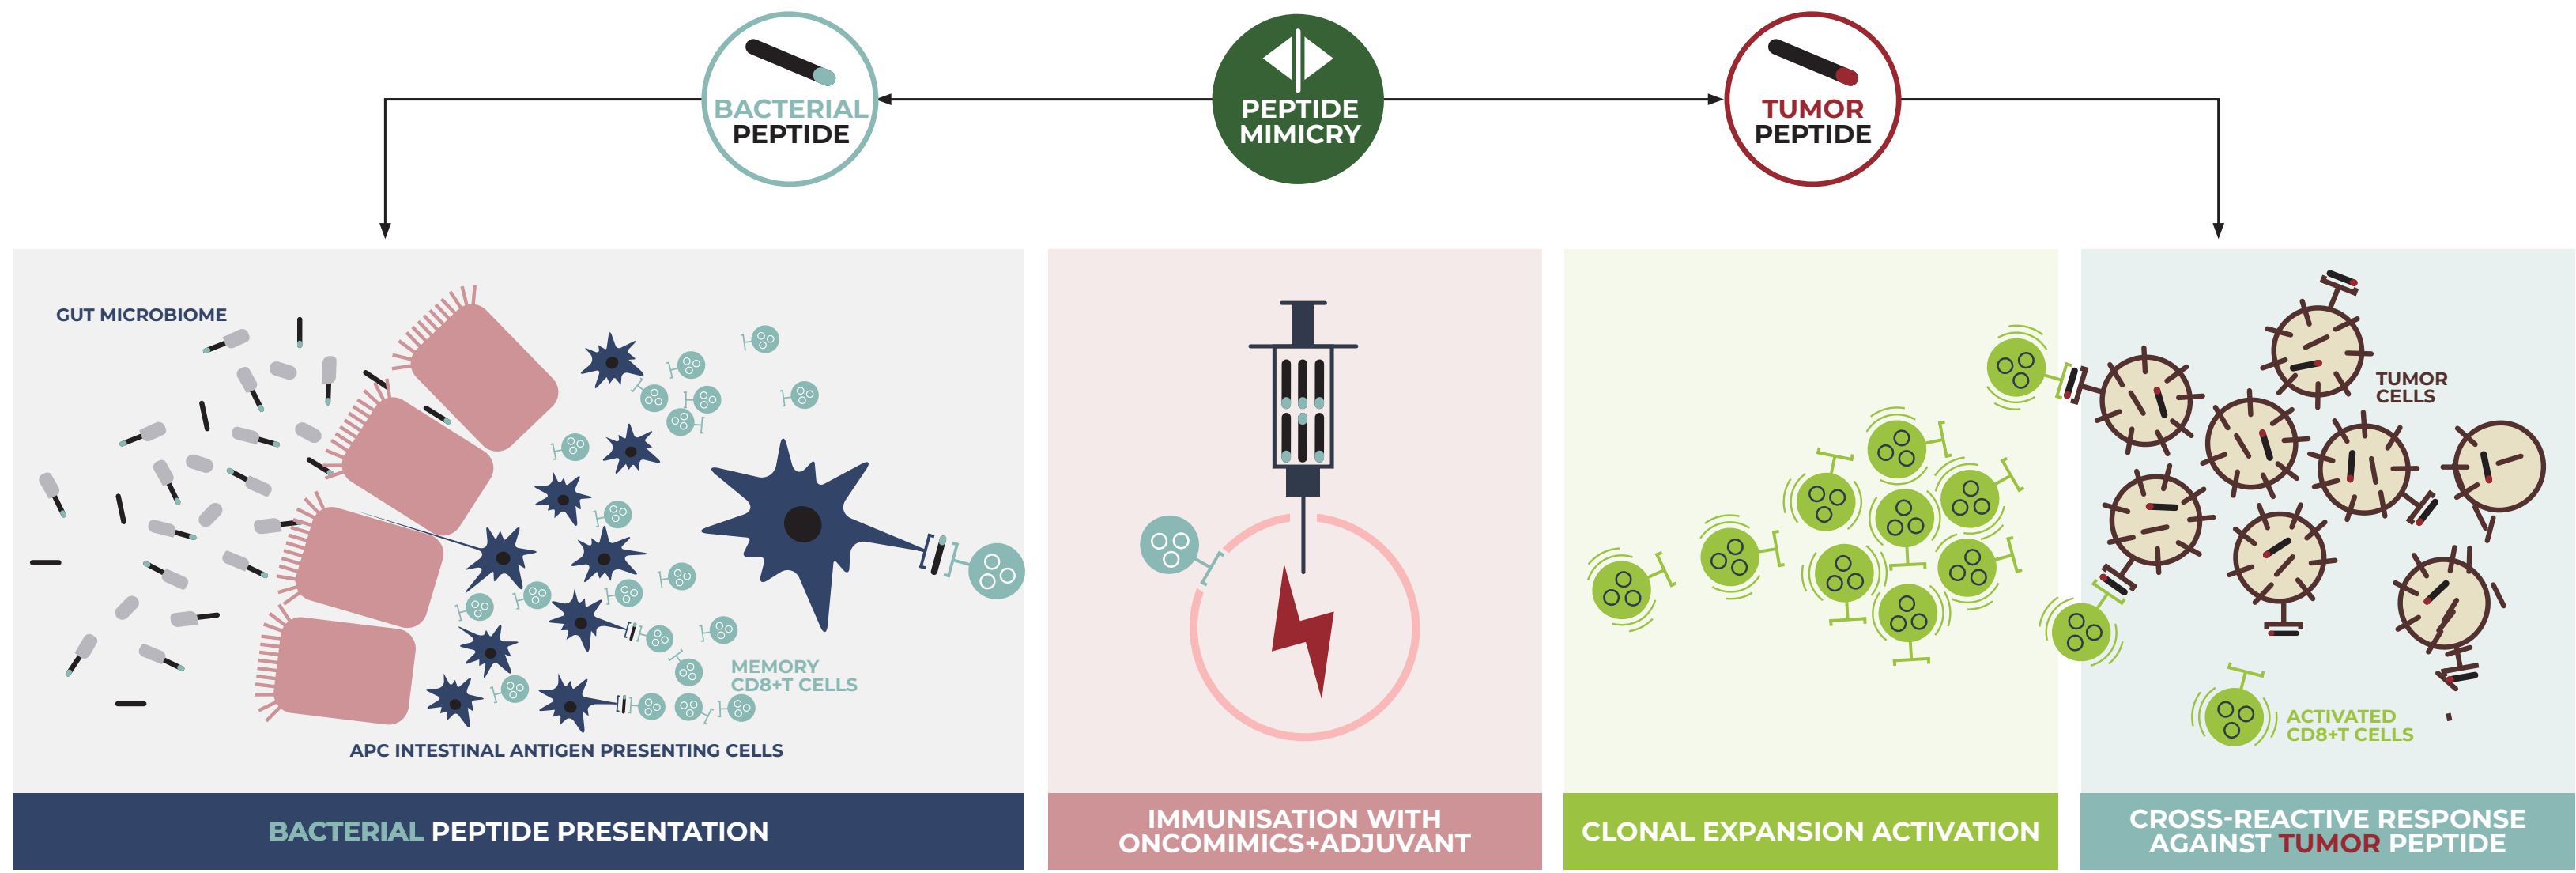 BACTERIAL
PEPTIDE
PEPTIDE
MIMICRY
TUMOR
PEPTIDE
GUT MICROBIOME
MEMORY
CD8+T CELLS
APC INTESTINAL ANTIGEN PRESENTING CELLS
BACTERIAL PEPTIDE PRESENTATION
IMMUNISATION WITH
ONCOMIMICS+ADJUVANT
CLONAL EXPANSION ACTIVATION
TUMOR
CELLS
ACTIVATED
CD8+T CELLS
CROSS-REACTIVE RESPONSE
AGAINST TUMOR PEPTIDE